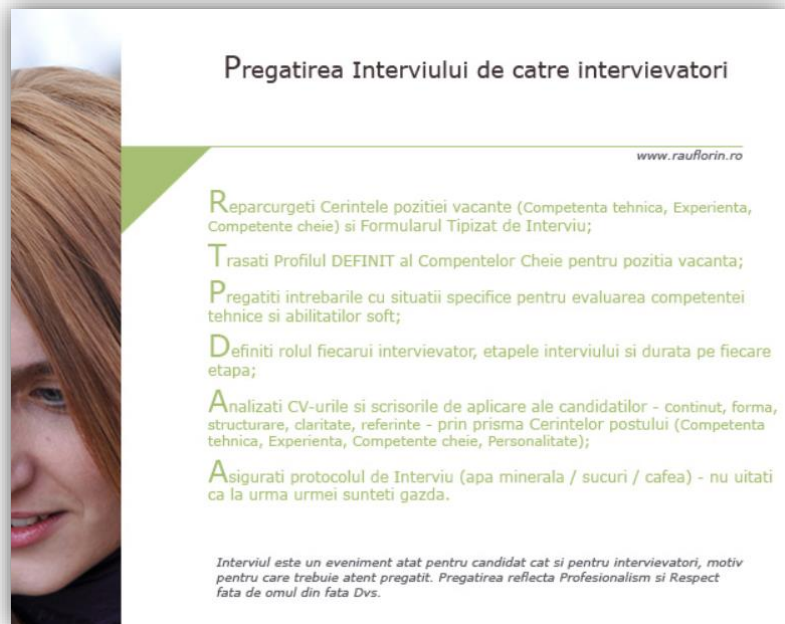 Pregatirea Interviului de catre intervievatori
www.rauflorin.ro
Reparcurgeti Cerintele pozitiei vacante (Competenta tehnica, Experienta,
Competente cheie) si Formularul Tipizat de Interviu;
Trasati Profilul DEFINIT al Compentelor Cheie pentru pozitia vacanta;
Pregatiti intrebarile cu situatii specifice pentru evaluarea competentei
tehnice si abilitatilor soft;
Definiti rolul fiecarui intervievator, etapele interviului si durata pe fiecare
etapa;
Analizati CV-urile si scrisorile de aplicare ale candidatilor - continut, forma,
structurare, claritate, referinte - prin prisma Cerintelor postului (Competenta
tehnica, Experienta, Competente cheie, Personalitate);
Asigurati protocolul de Interviu (apa minerala / sucuri / cafea) - nu uitati
ca la urma urmei sunteti gazda.
Interviul este un eveniment atat pentru candidat cat si pentru intervievatori, motiv
pentru care trebuie atent pregatit. Pregatirea reflecta Profesionalism si Respect
fata de omul din fata Dvs.